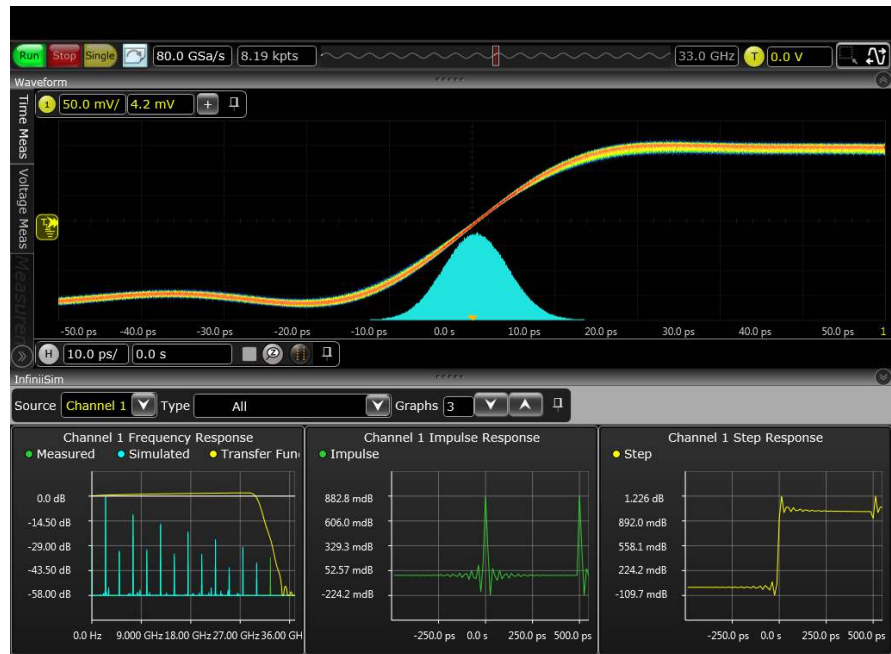 Run Stop Single 80.0 GSa/s 8.19 kpts 33.0 GHz T 0.0 V
Waveform
1 50.0 mV/ 4.2 mV +
Time Meas
Voltage Meas
T
-50.0 ps -40.0 ps -30.0 ps -20.0 ps -10.0 ps 0.0 s 10.0 ps 20.0 ps 30.0 ps 40.0 ps 50.0 ps 1
H 10.0 ps/ 0.0 s
InfiniiSim
Source Channel 1 Type All Graphs 3
Channel 1 Frequency Response
Measured Simulated Transfer Fun
0.0 dB
-14.50 dB
-29.00 dB
-43.50 dB
-58.00 dB
0.0 Hz 9.000 GHz 18.00 GHz 27.00 GHz 36.00 GH
Channel 1 Impulse Response
Impulse
882.8 mdB
606.0 mdB
329.3 mdB
52.57 mdB
-224.2 mdB
-250.0 ps 0.0 s 250.0 ps 500.0 ps
Channel 1 Step Response
Step
1.226 dB
892.0 mdB
558.1 mdB
224.2 mdB
-109.7 mdB
-250.0 ps 0.0 s 250.0 ps 500.0 ps